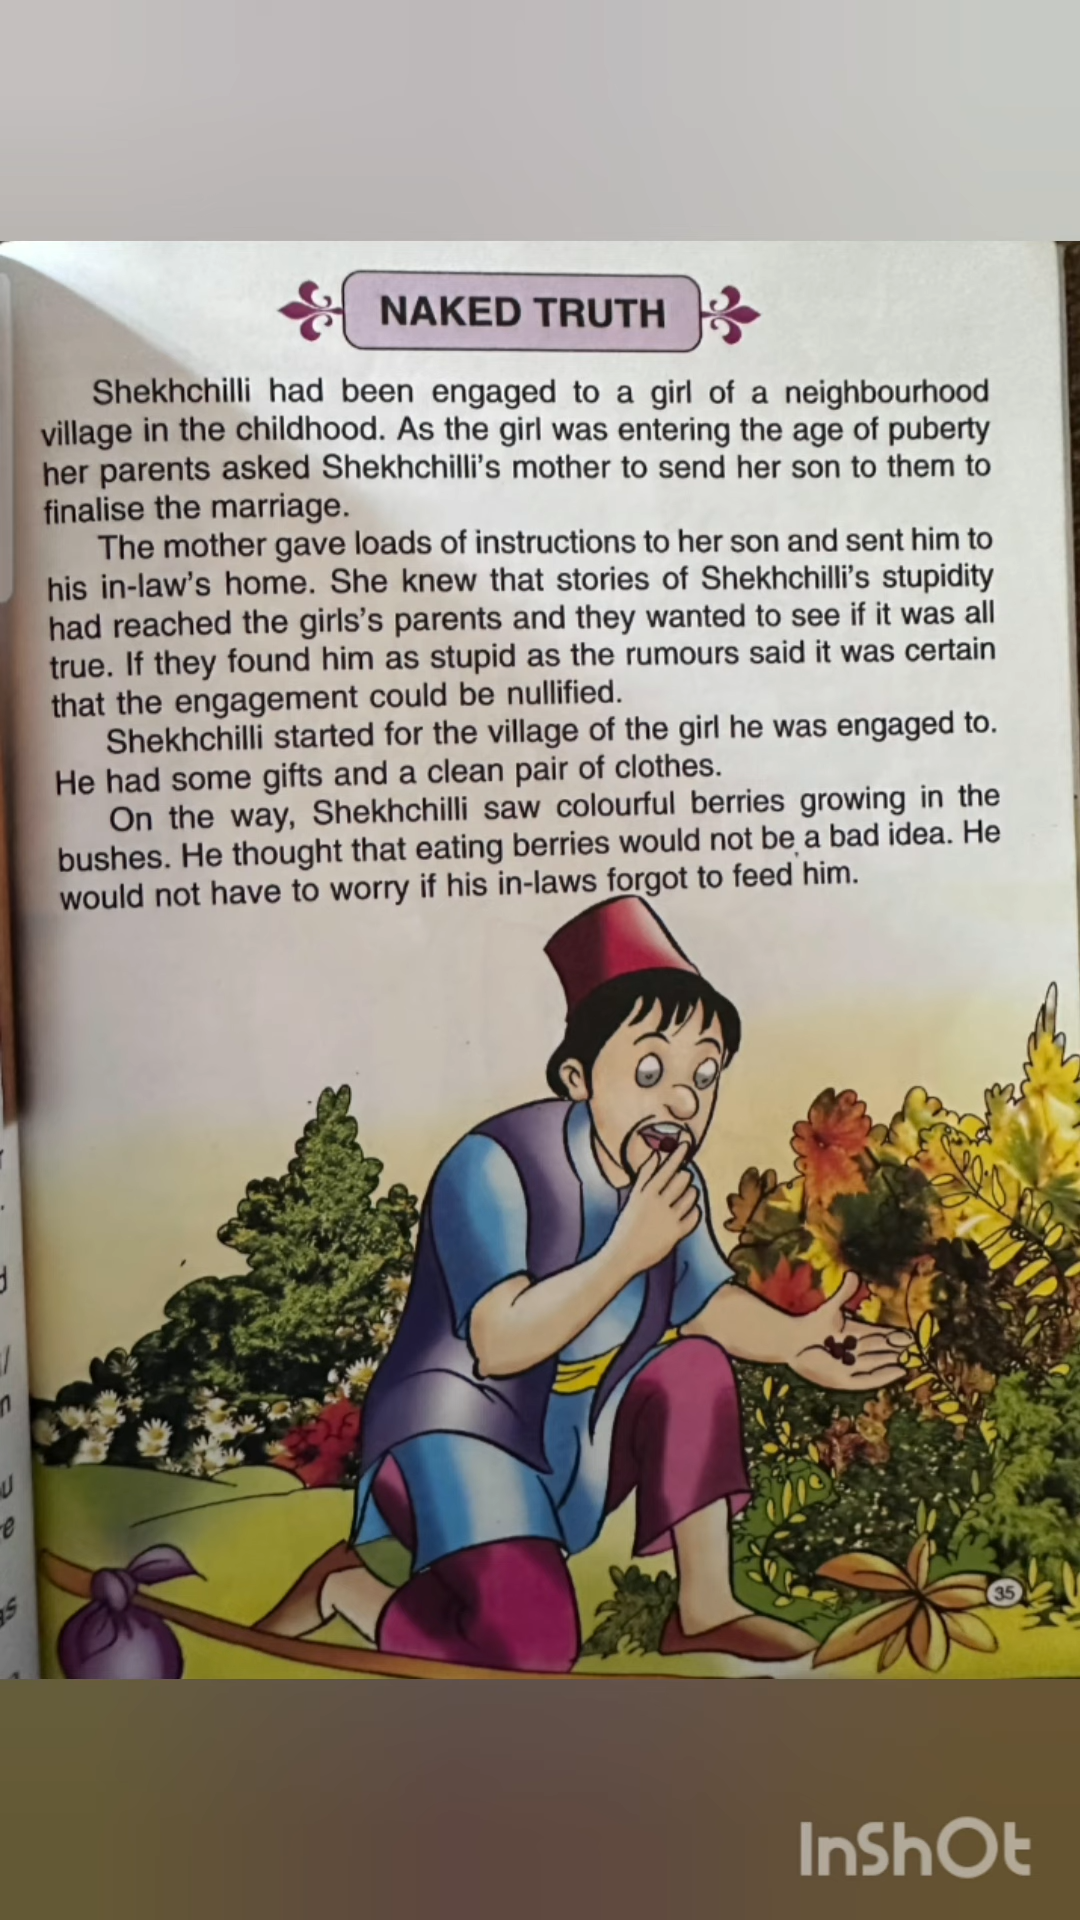 NAKED TRUTH
Shekhchilli had been engaged to a girl of a neighbourhood
village in the childhood. As the girl was entering the age of puberty
her parents asked Shekhchilli's mother to send her son to them to
finalise the marriage.
The mother gave loads of instructions to her son and sent him to
his in-law's home. She knew that stories of Shekhchilli's stupidity
had reached the girls's parents and they wanted to see if it was all
true. If they found him as stupid as the rumours said it was certain
that the engagement could be nullified.
Shekhchilli started for the village of the girl he was engaged to.
He had some gifts and a clean pair of clothes.
On the way, Shekhchilli saw colourful berries growing in the
bushes. He thought that eating berries would not be a bad idea. He
would not have to worry if his in-laws forgot to feed him.
35
InShOt